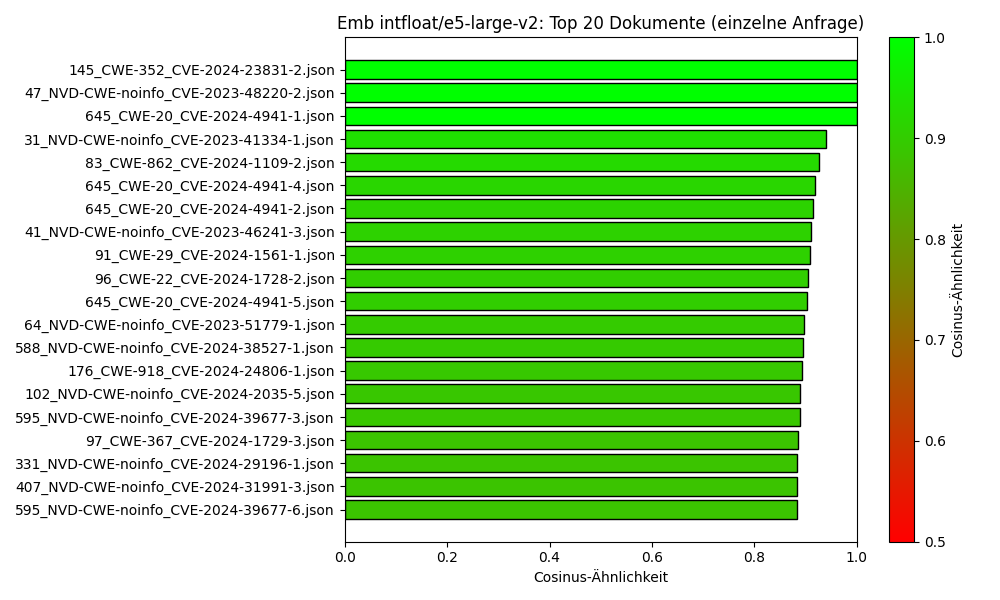 Emb intfloat/e5-large-v2: Top 20 Dokumente (einzelne Anfrage)
145_CWE-352_CVE-2024-23831-2.json
47_NVD-CWE-noinfo_CVE-2023-48220-2.json
645_CWE-20_CVE-2024-4941-1.json
31_NVD-CWE-noinfo_CVE-2023-41334-1.json
83_CWE-862_CVE-2024-1109-2.json
645_CWE-20_CVE-2024-4941-4.json
645_CWE-20_CVE-2024-4941-2.json
41_NVD-CWE-noinfo_CVE-2023-46241-3.json
91_CWE-29_CVE-2024-1561-1.json
96_CWE-22_CVE-2024-1728-2.json
645_CWE-20_CVE-2024-4941-5.json
64_NVD-CWE-noinfo_CVE-2023-51779-1.json
588_NVD-CWE-noinfo_CVE-2024-38527-1.json
176_CWE-918_CVE-2024-24806-1.json
102_NVD-CWE-noinfo_CVE-2024-2035-5.json
595_NVD-CWE-noinfo_CVE-2024-39677-3.json
97_CWE-367_CVE-2024-1729-3.json
331_NVD-CWE-noinfo_CVE-2024-29196-1.json
407_NVD-CWE-noinfo_CVE-2024-31991-3.json
595_NVD-CWE-noinfo_CVE-2024-39677-6.json
0.0 0.2 0.4 0.6 0.8 1.0
Cosinus-Ähnlichkeit
1.0
0.9
0.8
0.7
0.6
0.5
Cosinus-Ähnlichkeit